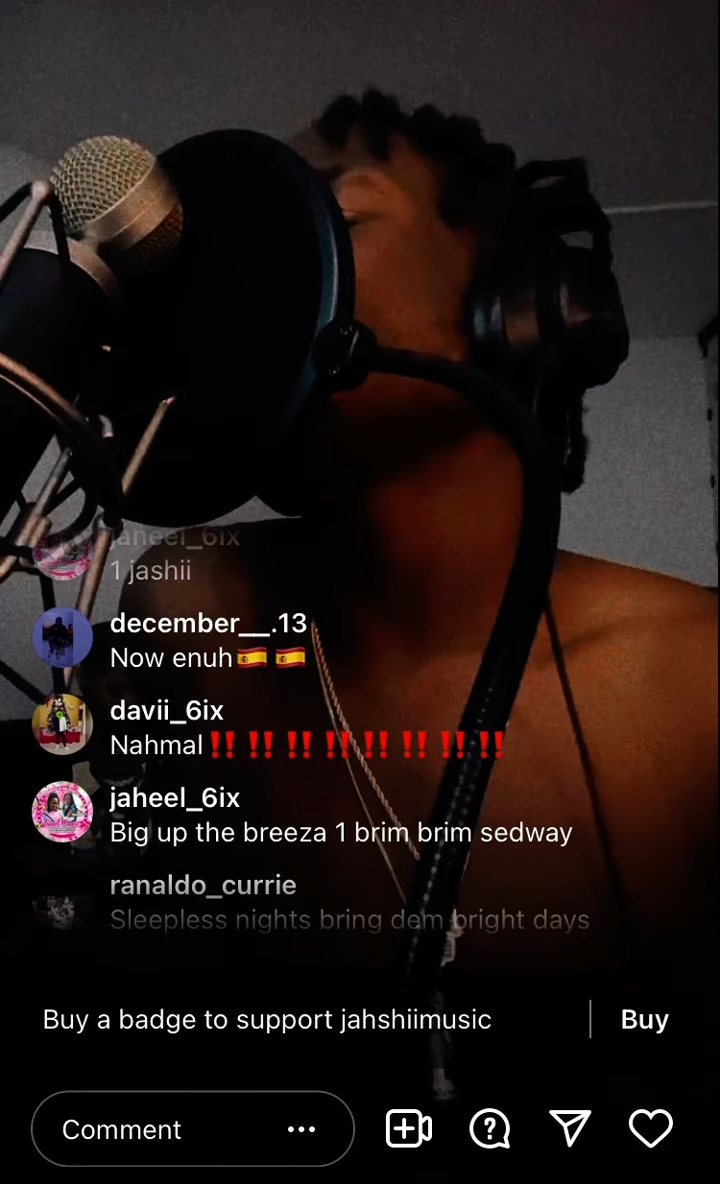 jaheel_6ix
1 jashii
december__.13
Now enuh🇪🇸 🇪🇸
davii_6ix
Nahmal‼️ ‼️ ‼️ ‼️ ‼️ ‼️ ‼️ ‼️
jaheel_6ix
Big up the breeza 1 brim brim sedway
ranaldo_currie
Sleepless nights bring dem bright days
Buy a badge to support jahshiimusic
Buy
Comment